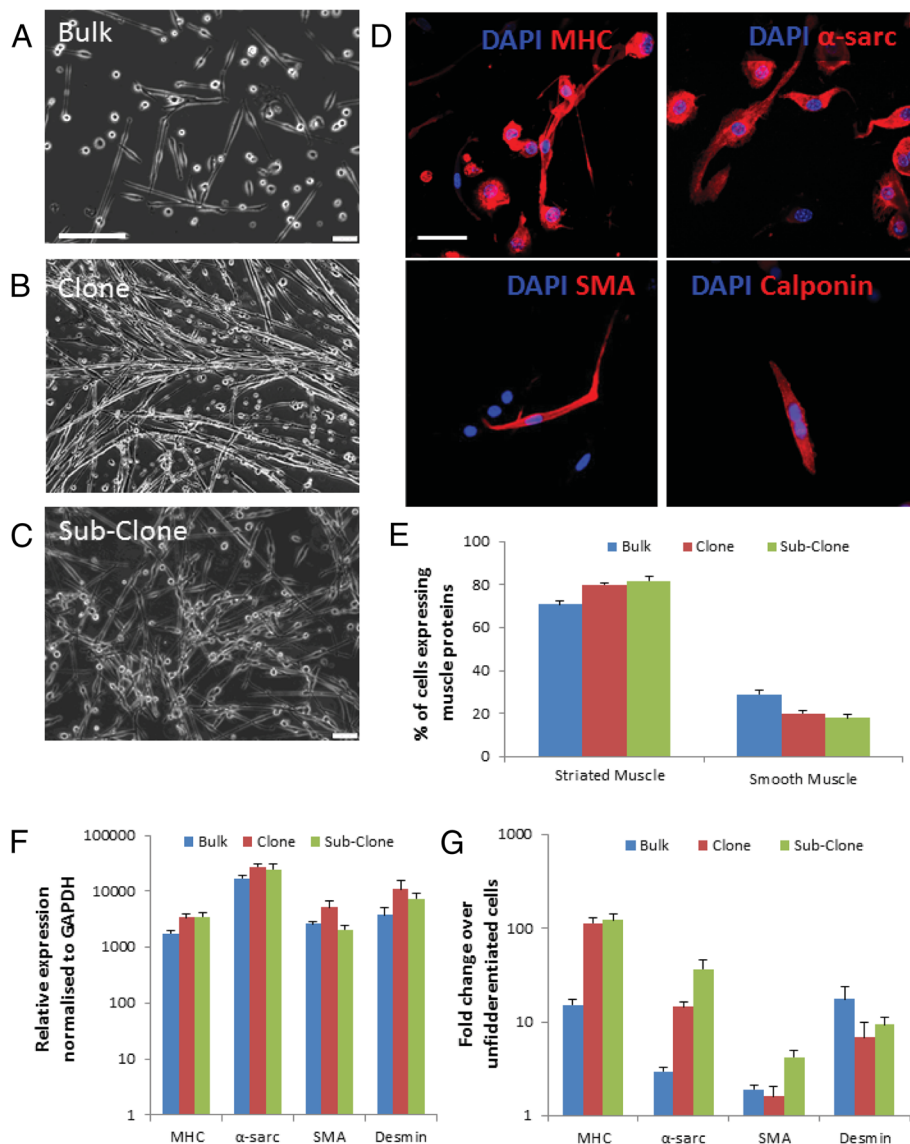 A
Bulk
B
Clone
C
Sub-Clone
D
DAPI MHC
DAPI α-sarc
DAPI SMA
DAPI Calponin
E
% of cells expressing
muscle proteins
100
80
60
40
20
0
Bulk
Clone
Sub-Clone
Striated Muscle
Smooth Muscle
F
Relative expression
normalised to GAPDH
100000
10000
1000
100
10
1
Bulk
Clone
Sub-Clone
MHC
α-sarc
SMA
Desmin
G
Fold change over
unfidderentiated cells
1000
100
10
1
Bulk
Clone
Sub-Clone
MHC
α-sarc
SMA
Desmin